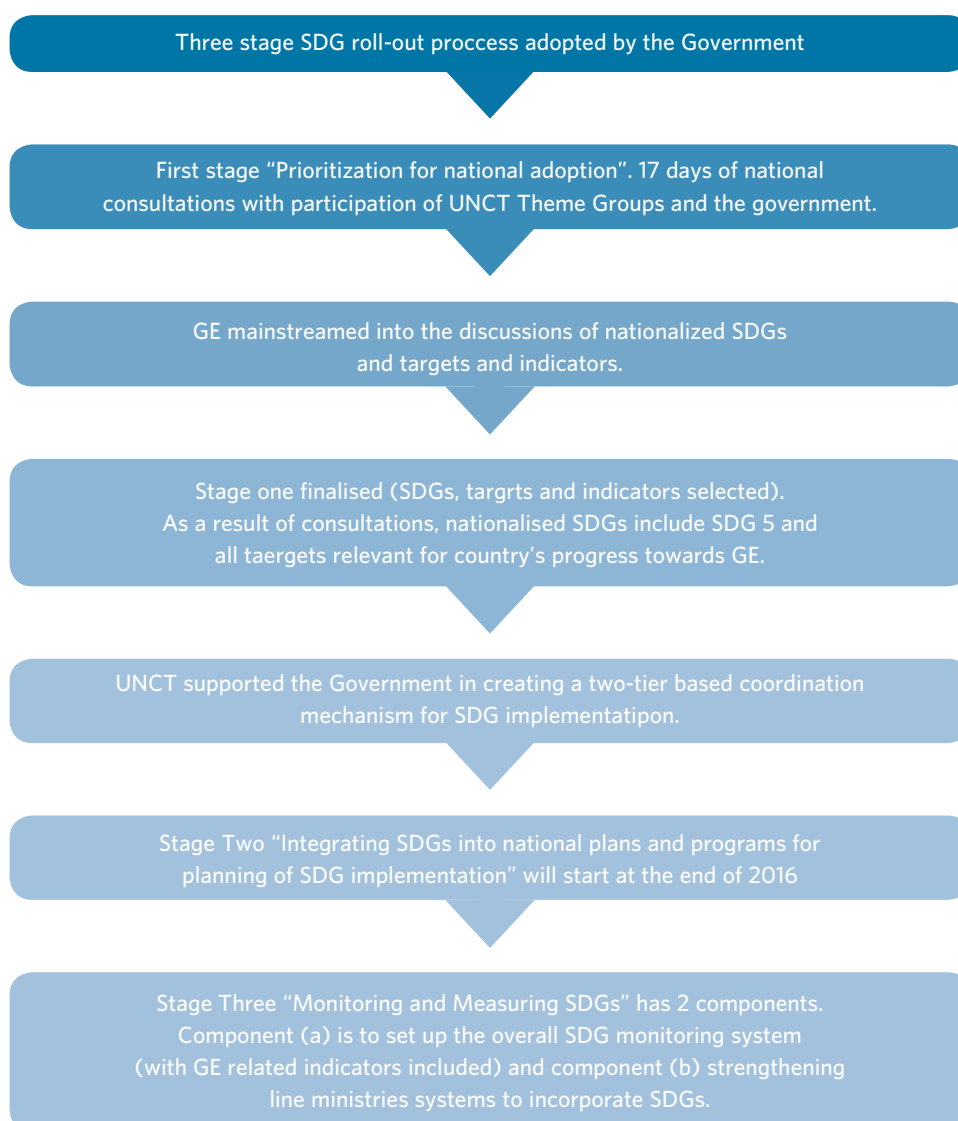 Three stage SDG roll-out proccess adopted by the Government
First stage “Prioritization for national adoption”. 17 days of national
consultations with participation of UNCT Theme Groups and the government.
GE mainstreamed into the discussions of nationalized SDGs
and targets and indicators.
Stage one finalised (SDGs, targrts and indicators selected).
As a result of consultations, nationalised SDGs include SDG 5 and
all taergets relevant for country’s progress towards GE.
UNCT supported the Government in creating a two-tier based coordination
mechanism for SDG implementatipon.
Stage Two “Integrating SDGs into national plans and programs for
planning of SDG implementation” will start at the end of 2016
Stage Three “Monitoring and Measuring SDGs” has 2 components.
Component (a) is to set up the overall SDG monitoring system
(with GE related indicators included) and component (b) strengthening
line ministries systems to incorporate SDGs.